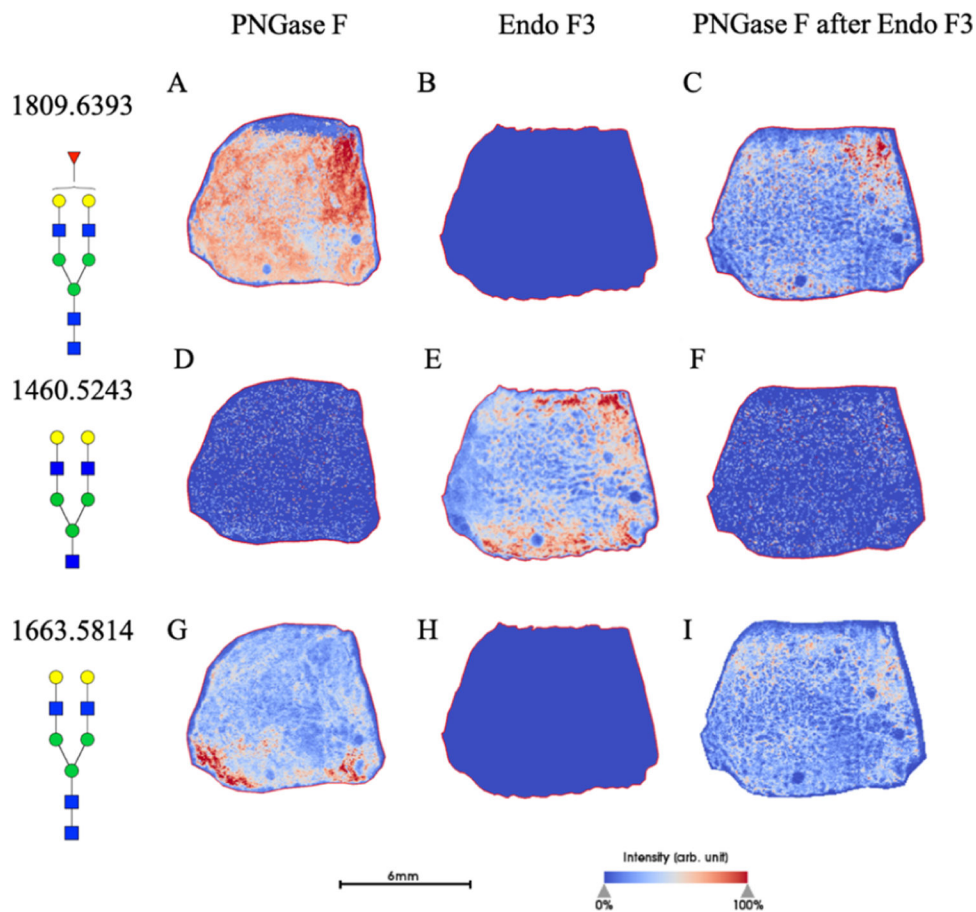 PNGase F Endo F3 PNGase F after Endo F3
1809.6393
A B C
1460.5243
D E F
1663.5814
G H I
6mm
Intensity (arb. unit)
0% 100%